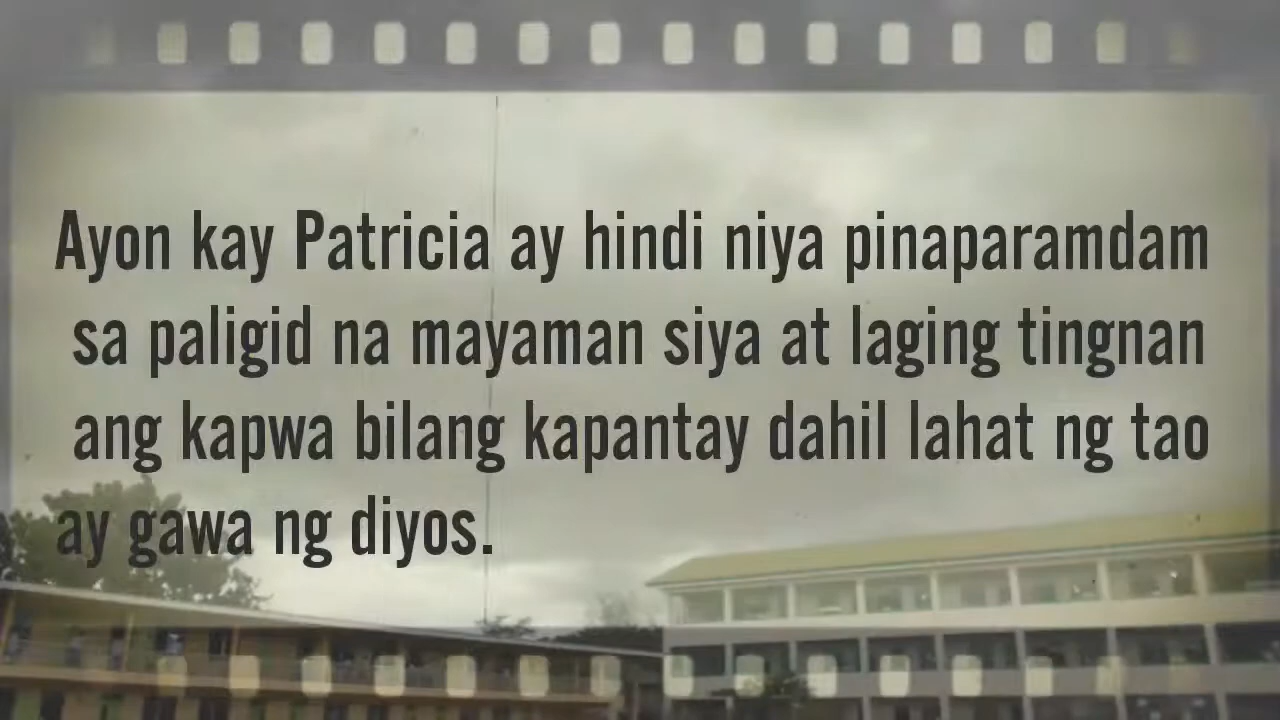 Ayon kay Patricia ay hindi niya pinaparamdam
sa paligid na mayaman siya at laging tingnan
ang kapwa bilang kapantay dahil lahat ng tao
ay gawa ng diyos.